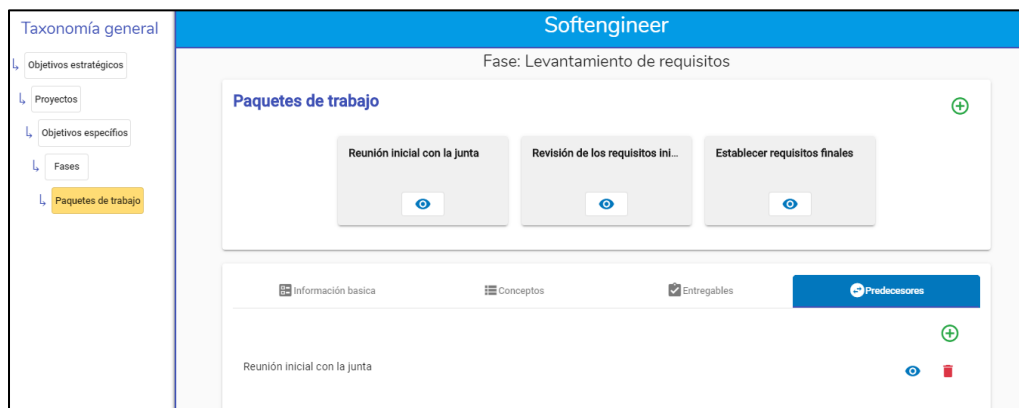 Taxonomía general
Objetivos estratégicos
Proyectos
Objetivos específios
Fases
Paquetes de trabajo
Softengineer
Fase: Levantamiento de requisitos
Paquetes de trabajo
Reunión inicial con la junta
Revisión de los requisitos ini...
Establecer requisitos finales
Información basica
Conceptos
Entregables
Predecesores
Reunión inicial con la junta